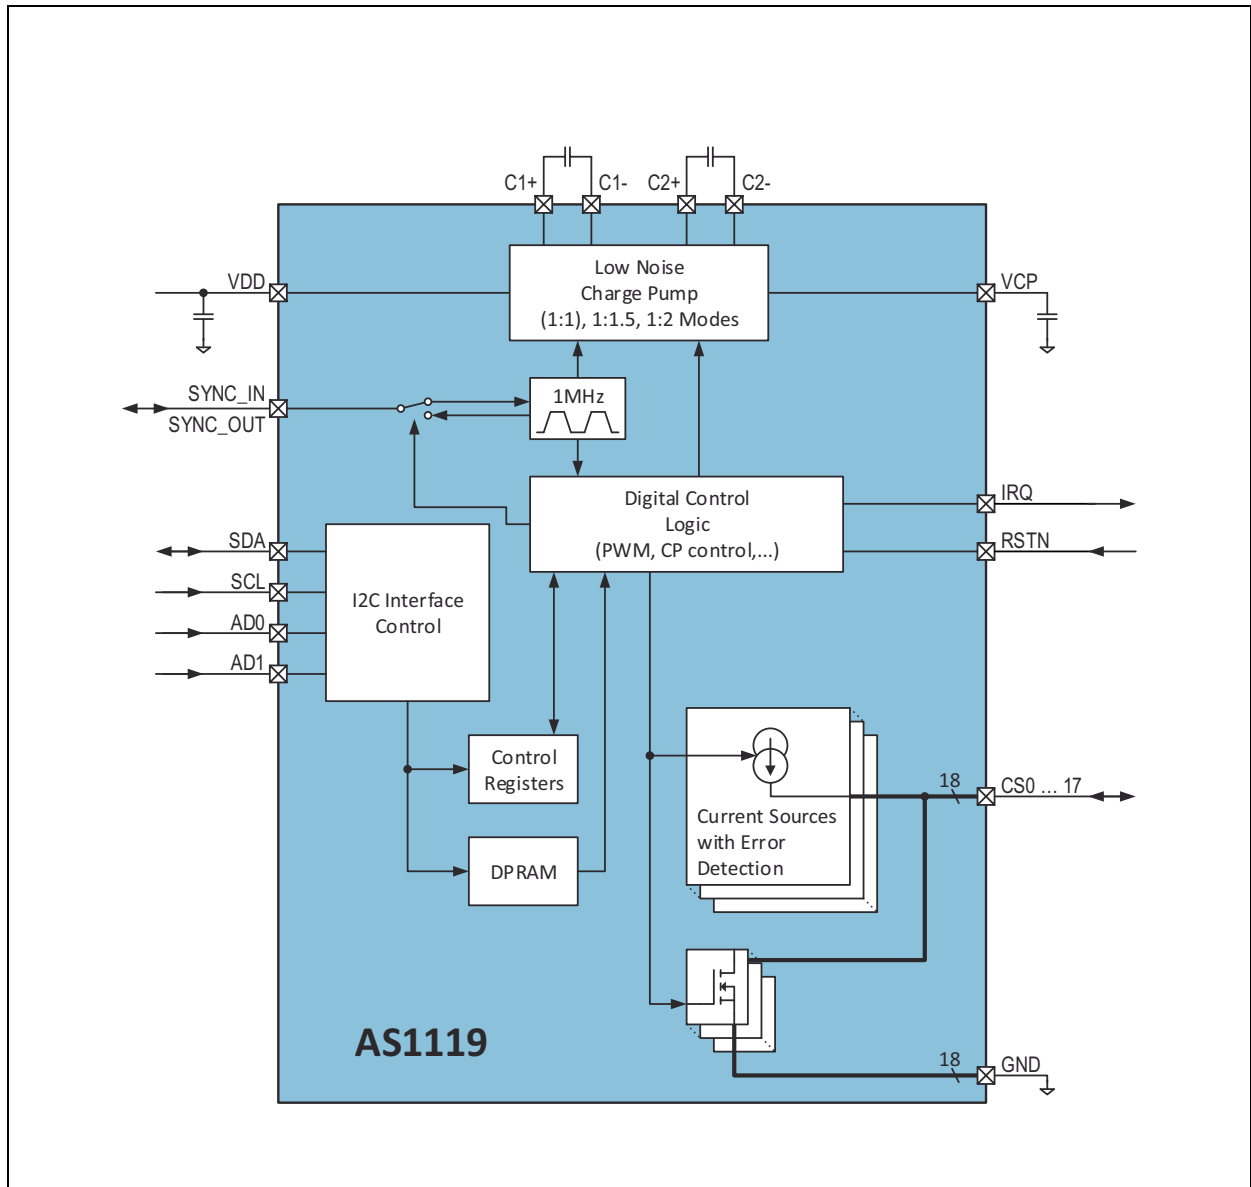 C1+ C1- C2+ C2-
VDD
Low Noise
Charge Pump
(1:1), 1:1.5, 1:2 Modes
VCP
SYNC_IN
SYNC_OUT
1MHz
Digital Control
Logic
(PWM, CP control,...)
IRQ
RSTN
SDA
SCL
AD0
AD1
I2C Interface
Control
Control
Registers
DPRAM
Current Sources
with Error
Detection
18
CS0 ... 17
AS1119
18
GND